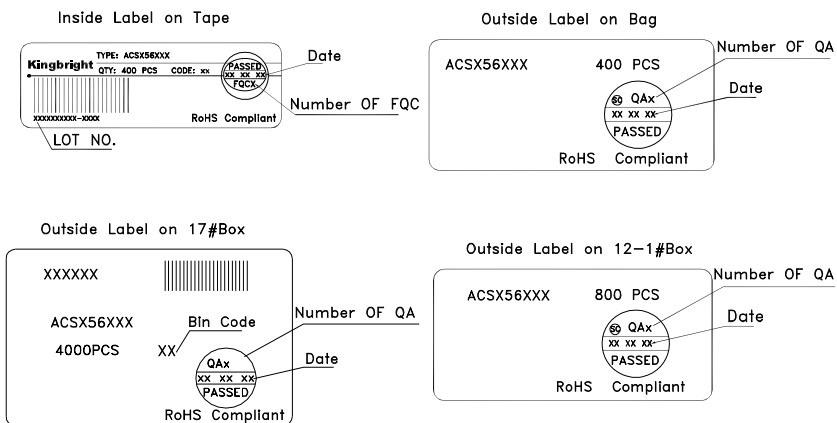 Inside Label on Tape
Kingbright
TYPE: ACSX56XXX
QTY: 400 PCS CODE: xx
PASSED
xx xx xx
FQCX
xxxxxxxxxx-xxxx
RoHS Compliant
Date
Number OF FQC
LOT NO.
Outside Label on Bag
ACSX56XXX 400 PCS
QAx
xx xx xx
PASSED
RoHS Compliant
Number OF QA
Date
Outside Label on 17#Box
XXXXXX
ACSX56XXX
4000PCS
Bin Code
XX
QAx
xx xx xx
PASSED
RoHS Compliant
Number OF QA
Date
Outside Label on 12-1#Box
ACSX56XXX 800 PCS
QAx
xx xx xx
PASSED
RoHS Compliant
Number OF QA
Date